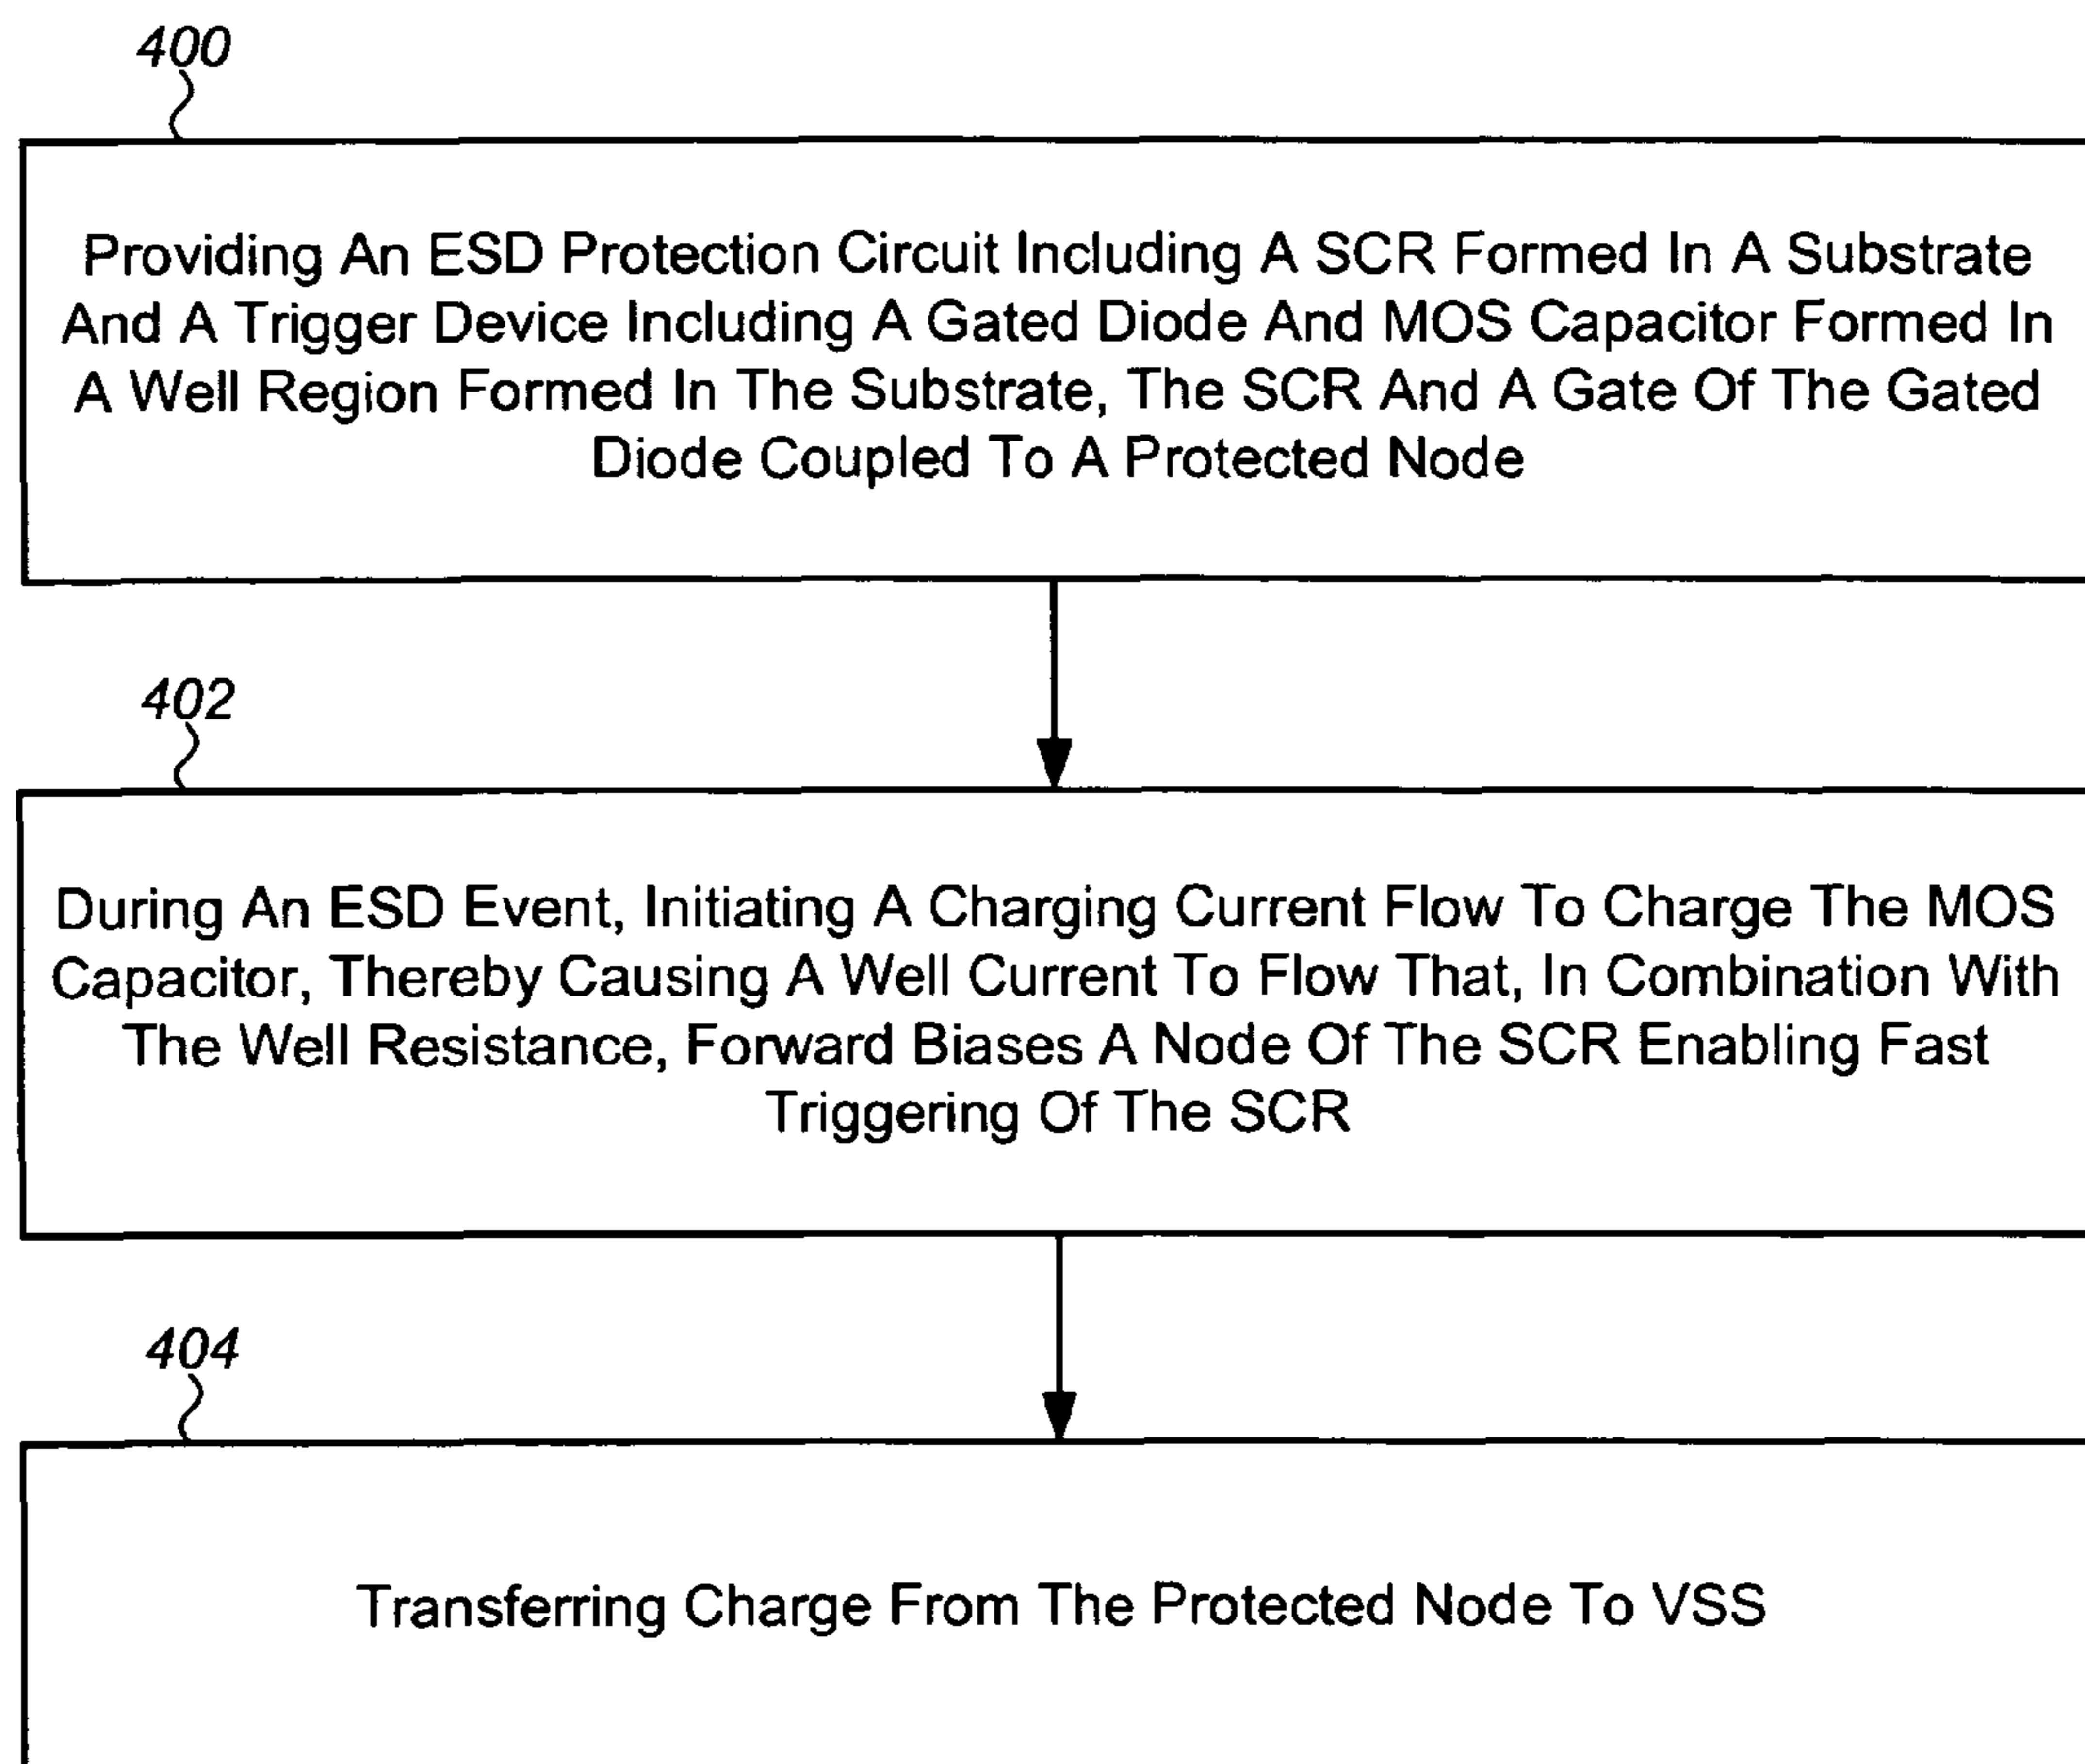 400
Providing An ESD Protection Circuit Including A SCR Formed In A Substrate
And A Trigger Device Including A Gated Diode And MOS Capacitor Formed In
A Well Region Formed In The Substrate, The SCR And A Gate Of The Gated
Diode Coupled To A Protected Node
402
During An ESD Event, Initiating A Charging Current Flow To Charge The MOS
Capacitor, Thereby Causing A Well Current To Flow That, In Combination With
The Well Resistance, Forward Biases A Node Of The SCR Enabling Fast
Triggering Of The SCR
404
Transferring Charge From The Protected Node To VSS